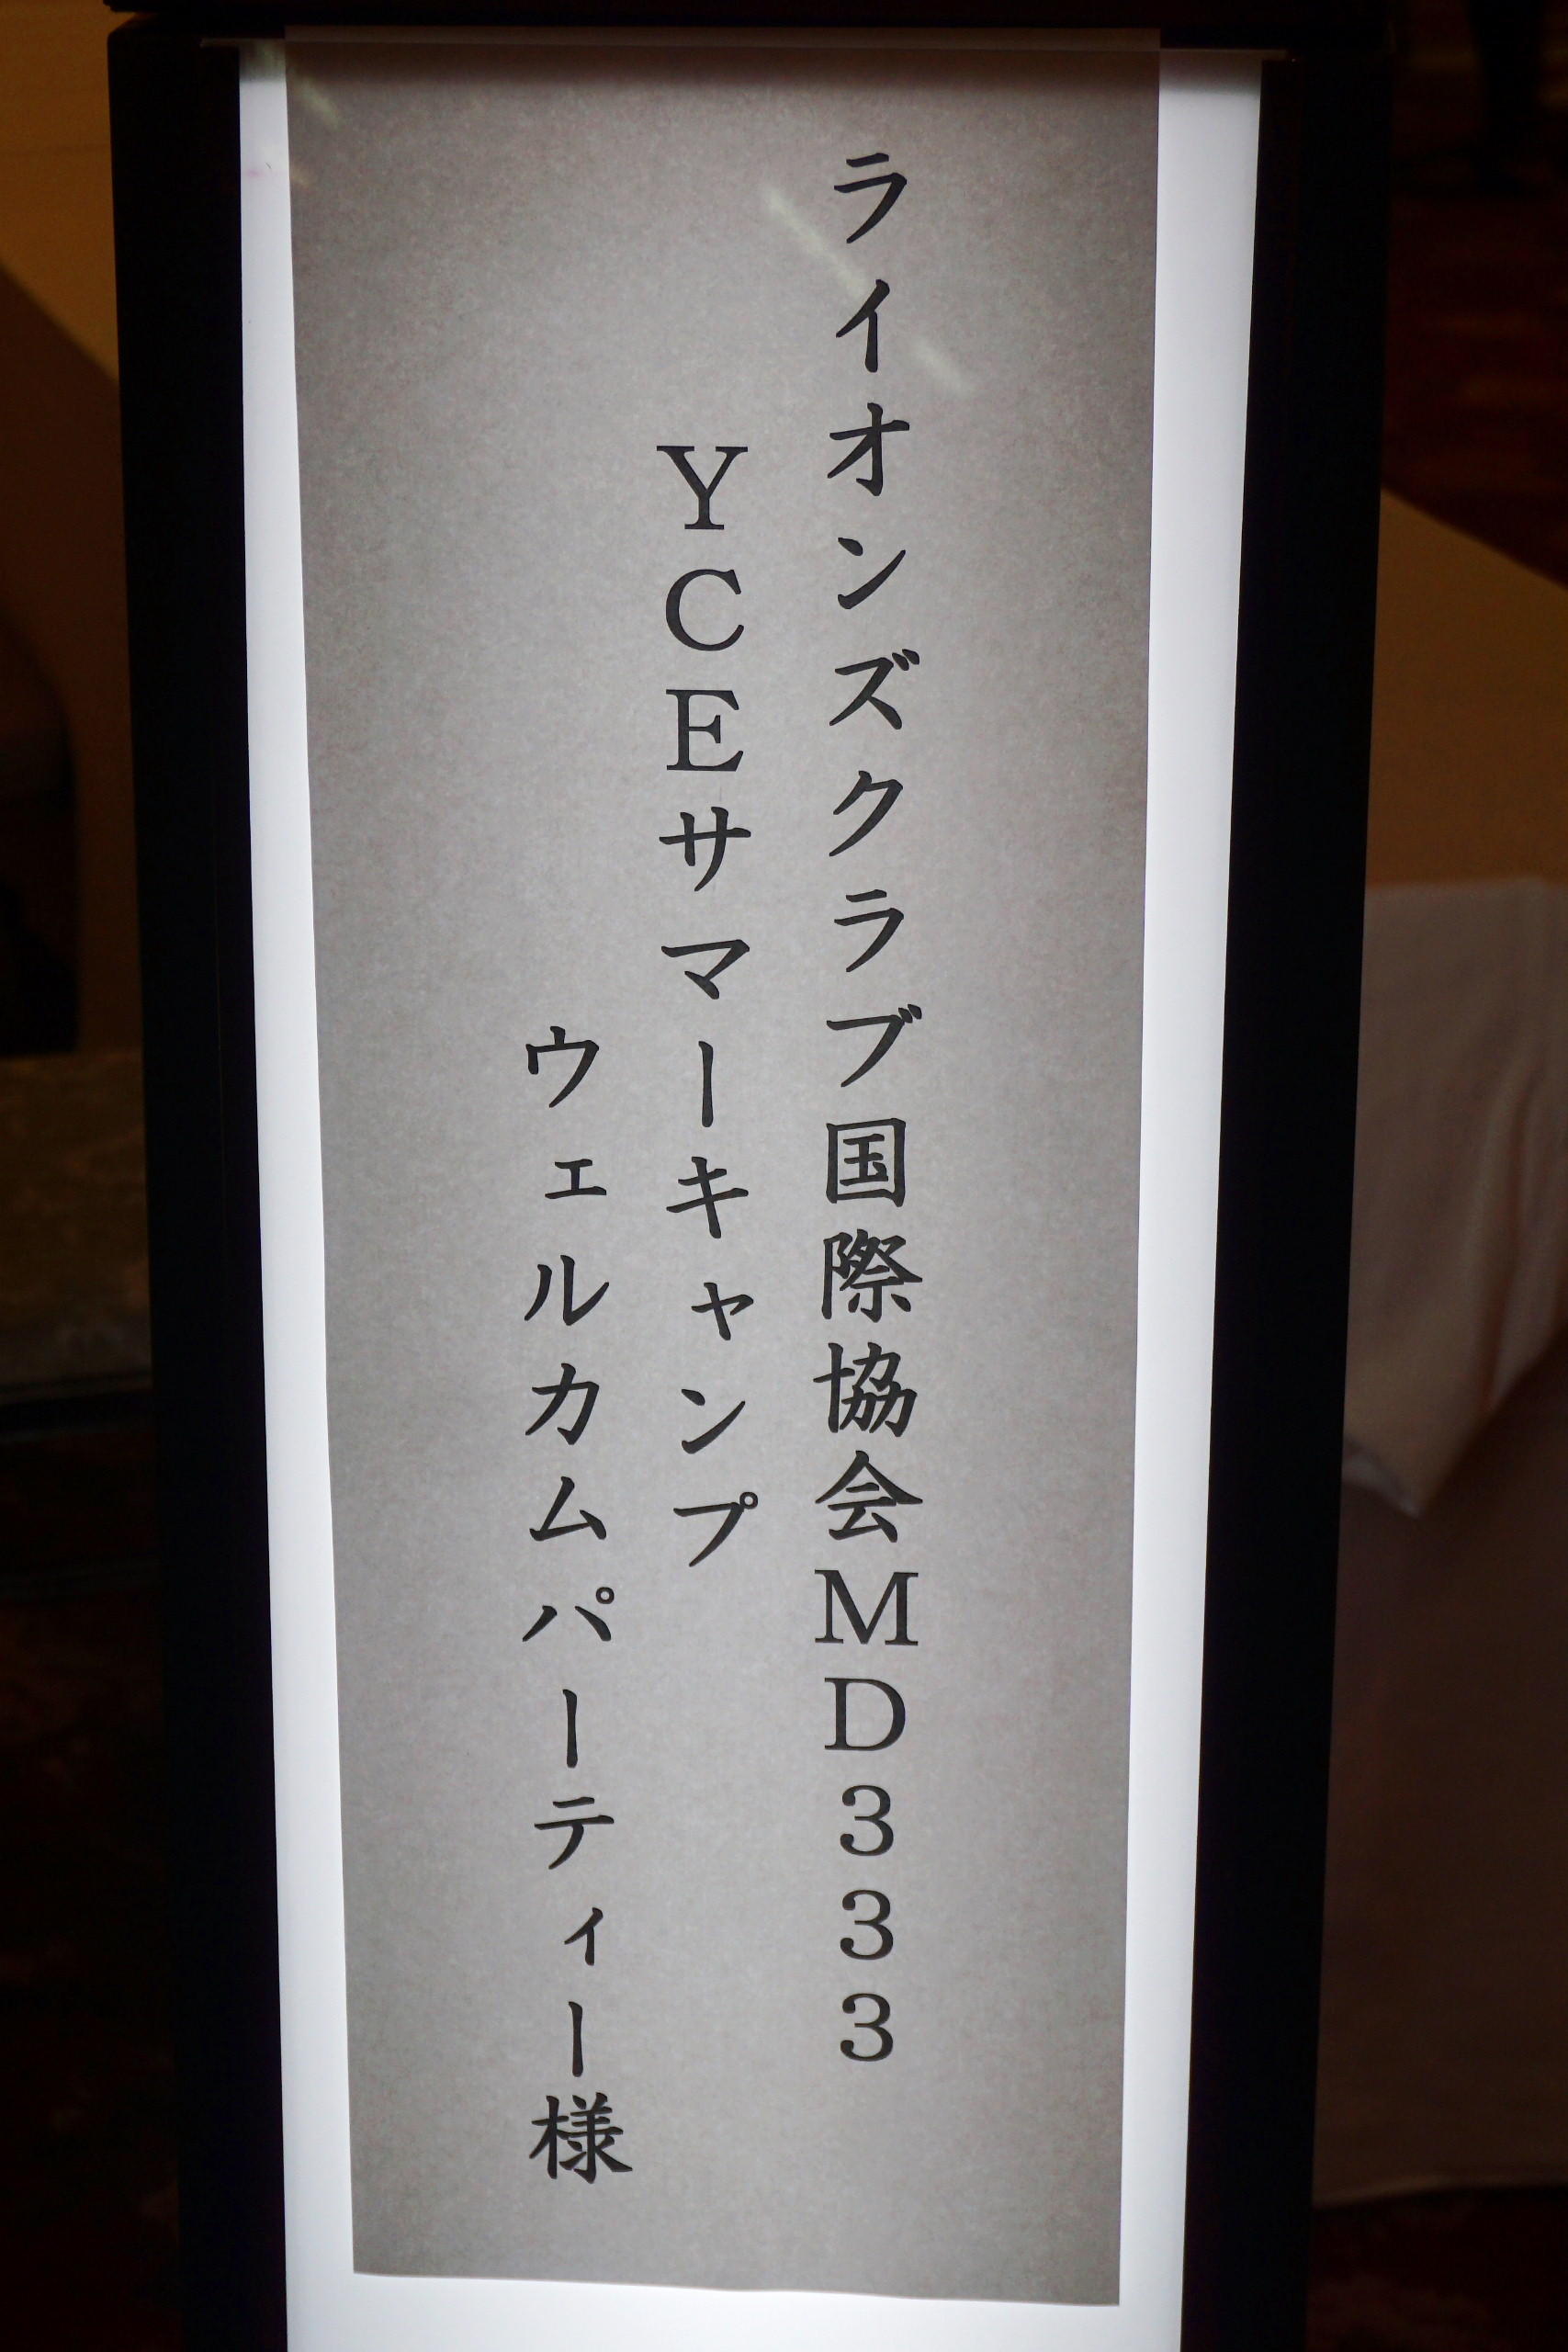 ライオンズクラブ国際協会MD333
YCEサマーキャンプ
ウェルカムパーティー様